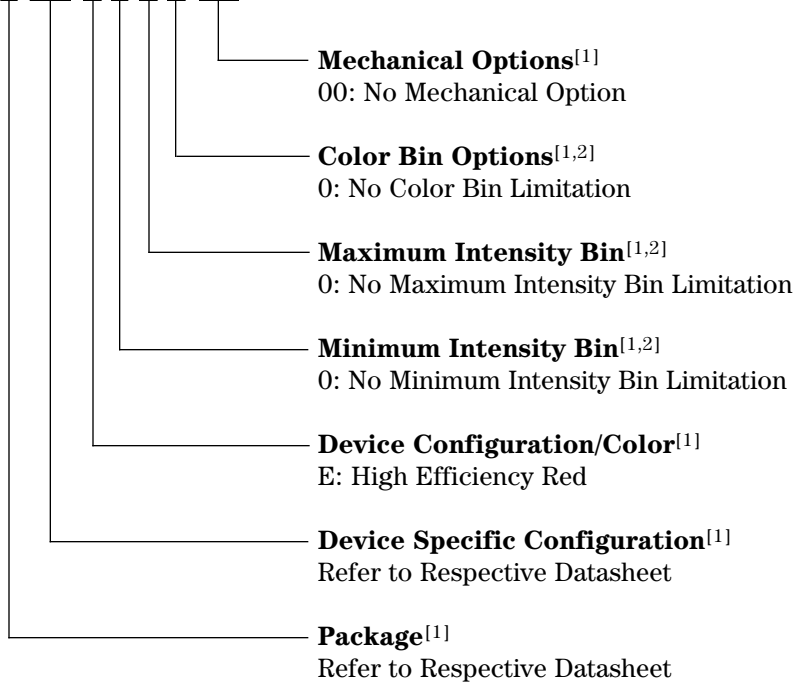 Mechanical Options[1]
00: No Mechanical Option
Color Bin Options[1,2]
0: No Color Bin Limitation
Maximum Intensity Bin[1,2]
0: No Maximum Intensity Bin Limitation
Minimum Intensity Bin[1,2]
0: No Minimum Intensity Bin Limitation
Device Configuration/Color[1]
E: High Efficiency Red
Device Specific Configuration[1]
Refer to Respective Datasheet
Package[1]
Refer to Respective Datasheet